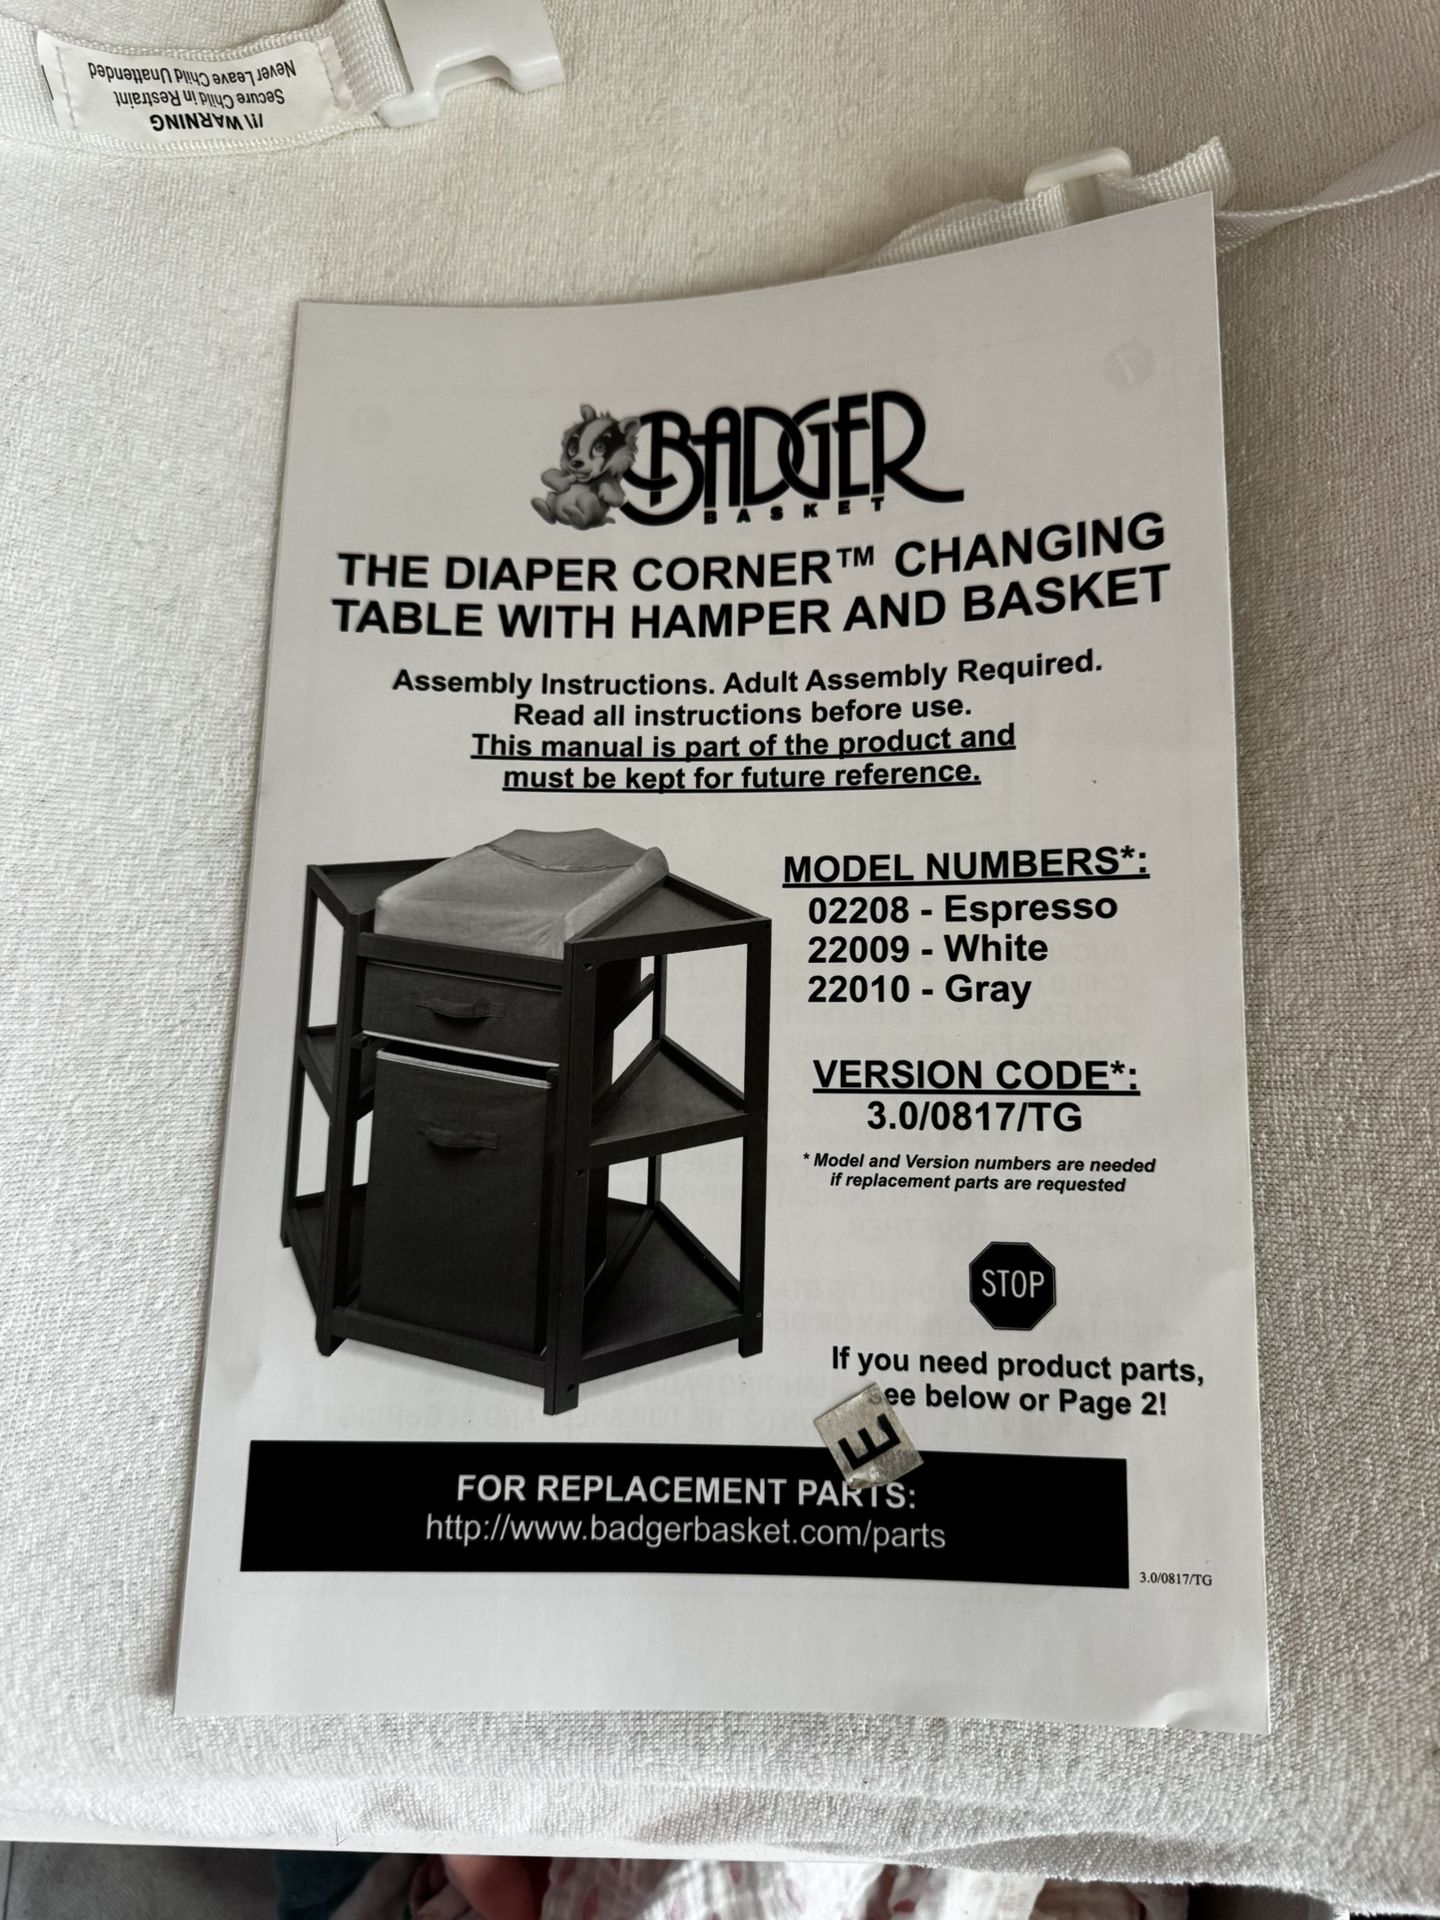 /!\ WARNING
Secure Child in Restraint
Never Leave Child Unattended
BADGER
BASKET
THE DIAPER CORNER™ CHANGING
TABLE WITH HAMPER AND BASKET
Assembly Instructions. Adult Assembly Required.
Read all instructions before use.
This manual is part of the product and
must be kept for future reference.
MODEL NUMBERS*:
02208 - Espresso
22009 - White
22010 - Gray
VERSION CODE*:
3.0/0817/TG
* Model and Version numbers are needed
if replacement parts are requested
STOP
If you need product parts,
see below or Page 2!
E
FOR REPLACEMENT PARTS:
http://www.badgerbasket.com/parts
3.0/0817/TG